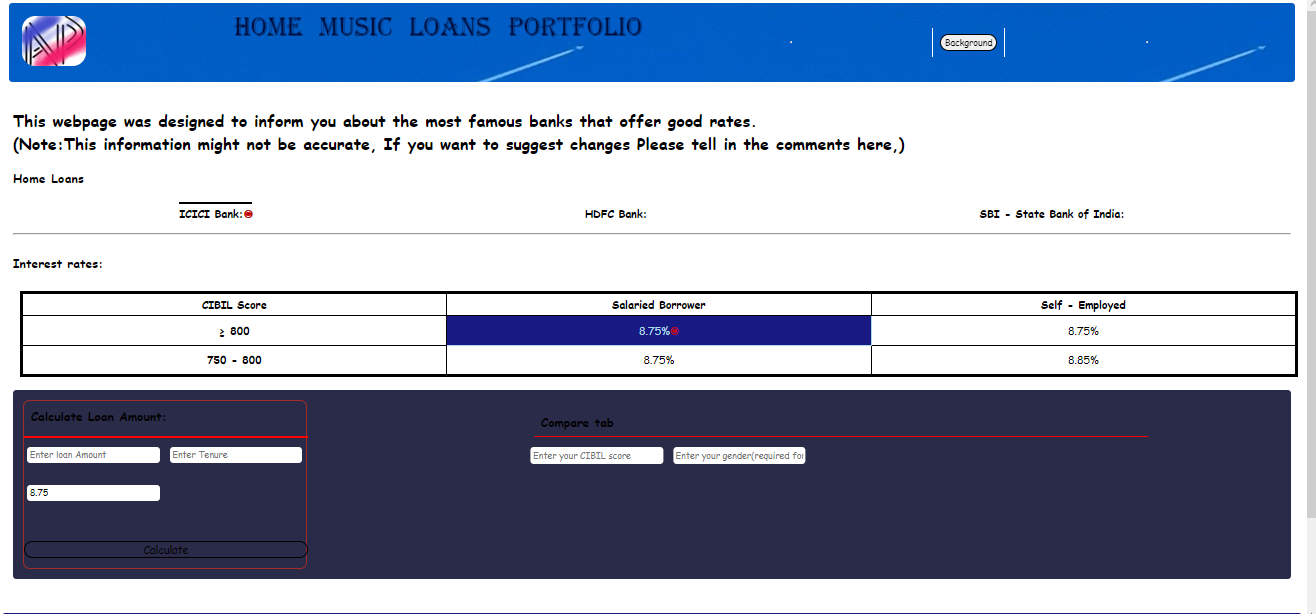 NP
HOME MUSIC LOANS PORTFOLIO
Background
This webpage was designed to inform you about the most famous banks that offer good rates.
(Note:This information might not be accurate, If you want to suggest changes Please tell in the comments here,)
Home Loans
ICICI Bank: HDFC Bank: SBI - State Bank of India:
Interest rates:
CIBIL Score Salaried Borrower Self - Employed
≥ 800 8.75% 8.75%
750 - 800 8.75% 8.85%
Calculate Loan Amount:
Compare tab
Enter loan Amount Enter Tenure Enter your CIBIL score Enter your gender(required for
8.75
Calculate